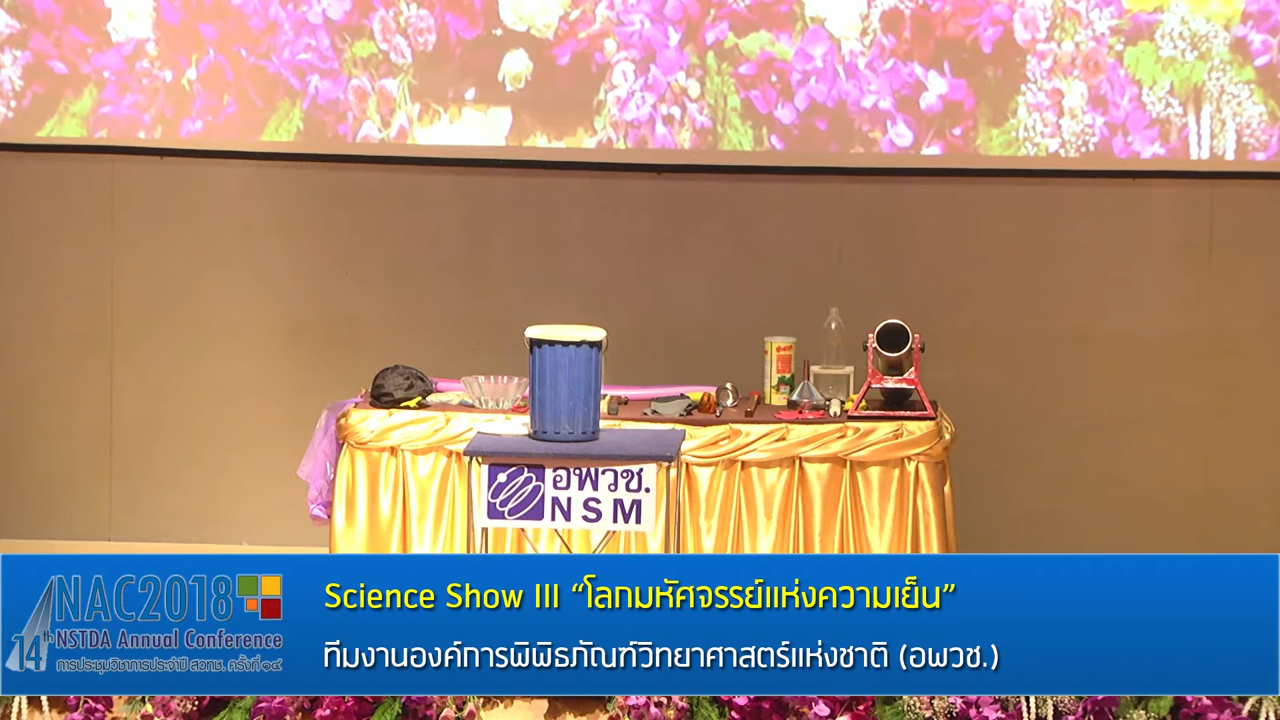 อพวช.
NSM
NAC2018
14th NSTDA Annual Conference
การประชุมวิชาการประจำปี สวทช. ครั้งที่ ๑๔
Science Show III “โลกมหัศจรรย์แห่งความเย็น”
ทีมงานองค์การพิพิธภัณฑ์วิทยาศาสตร์แห่งชาติ (อพวช.)